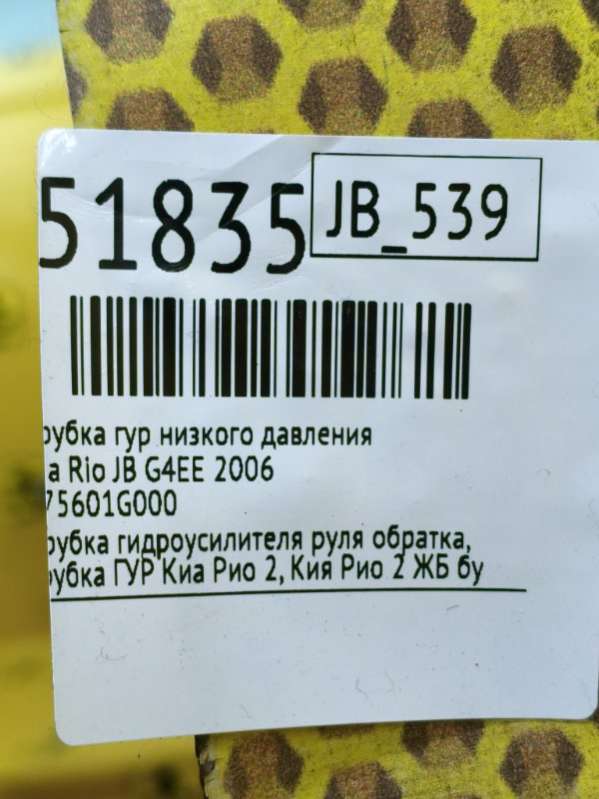 51835
JB_539
рубка гур низкого давления
a Rio JB G4EE 2006
75601G000
рубка гидроусилителя руля обратка,
рубка ГУР Киа Рио 2, Кия Рио 2 ЖБ бу